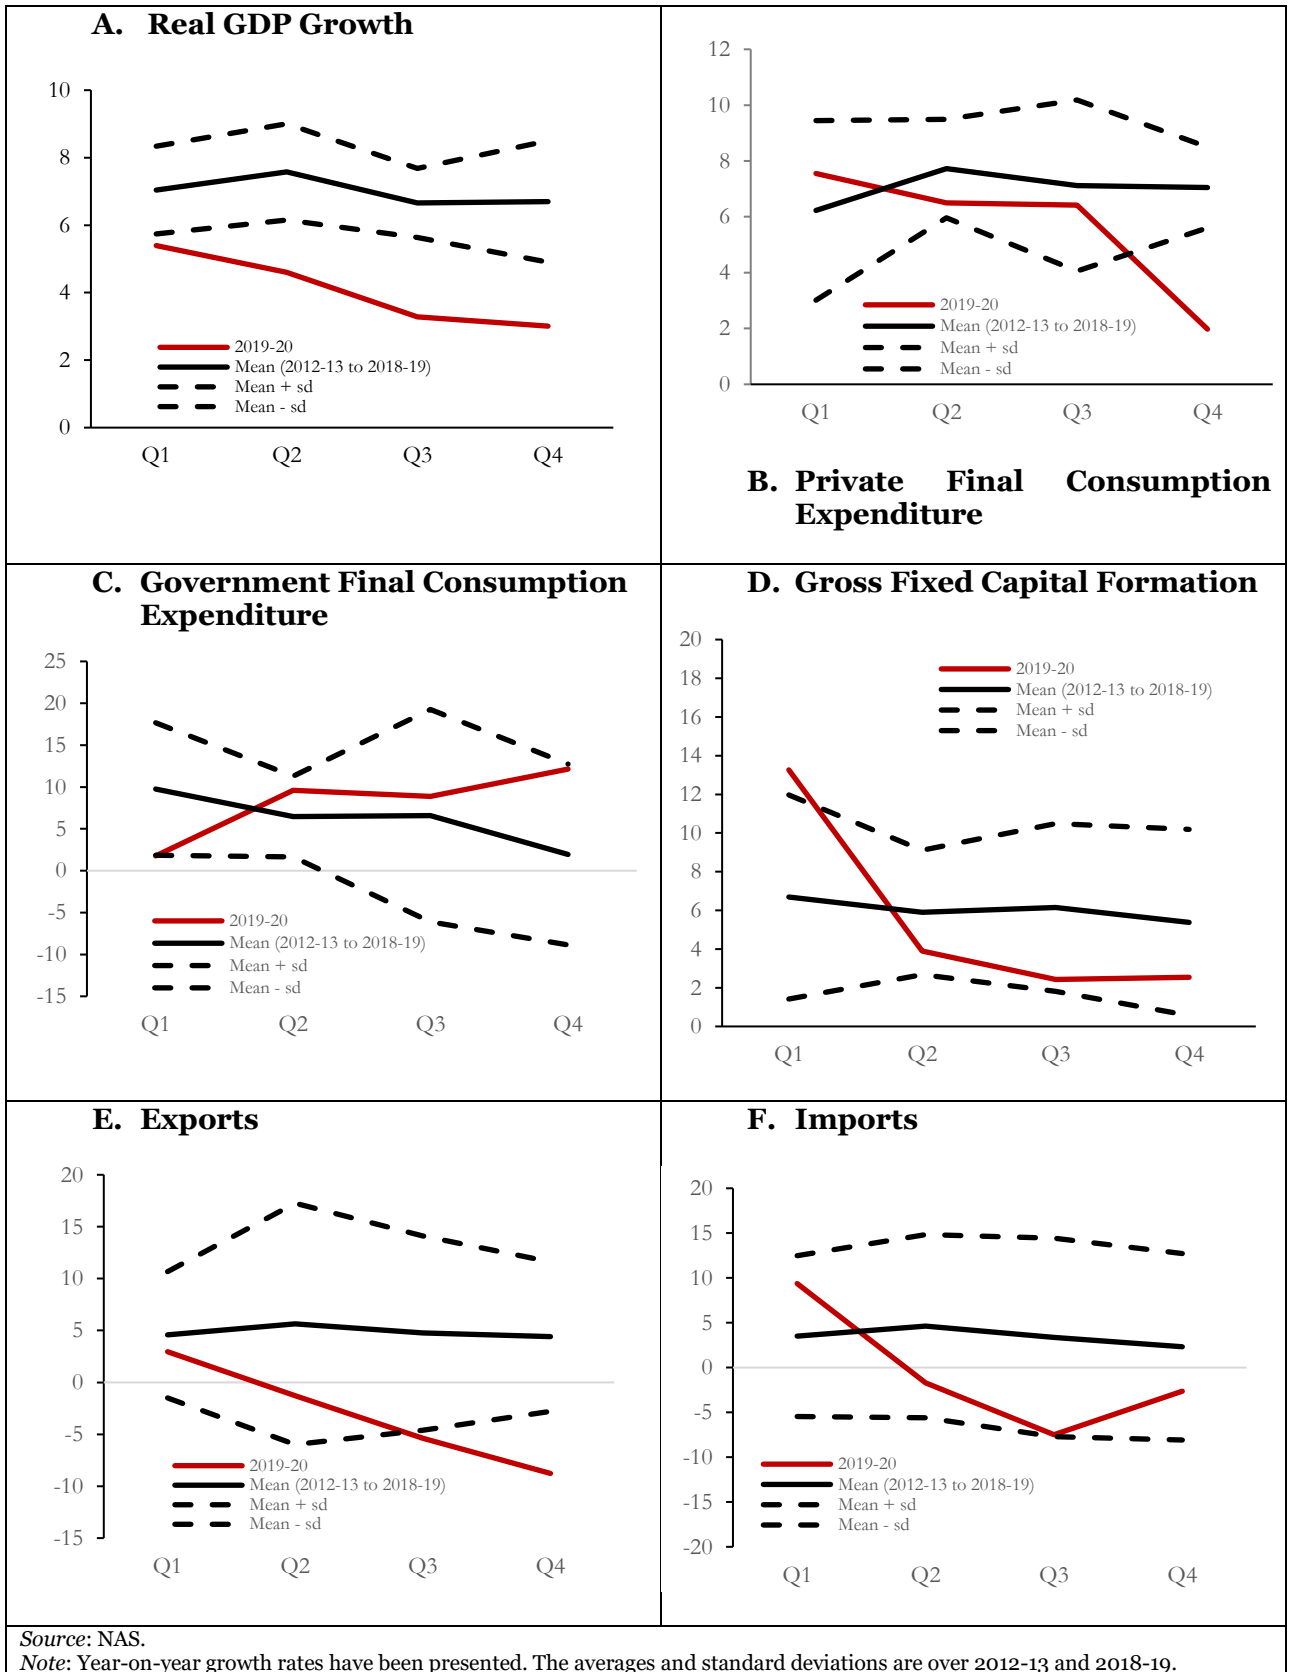 A. Real GDP Growth
10
8
6
4
2
0
2019-20
Mean (2012-13 to 2018-19)
Mean + sd
Mean - sd
Q1 Q2 Q3 Q4
12
10
8
6
4
2
0
2019-20
Mean (2012-13 to 2018-19)
Mean + sd
Mean - sd
Q1 Q2 Q3 Q4
B. Private Final Consumption
Expenditure
C. Government Final Consumption
Expenditure
25
20
15
10
5
0
-5
-10
-15
2019-20
Mean (2012-13 to 2018-19)
Mean + sd
Mean - sd
Q1 Q2 Q3 Q4
D. Gross Fixed Capital Formation
20
18
16
14
12
10
8
6
4
2
0
2019-20
Mean (2012-13 to 2018-19)
Mean + sd
Mean - sd
Q1 Q2 Q3 Q4
E. Exports
20
15
10
5
0
-5
-10
-15
2019-20
Mean (2012-13 to 2018-19)
Mean + sd
Mean - sd
Q1 Q2 Q3 Q4
F. Imports
20
15
10
5
0
-5
-10
-15
-20
2019-20
Mean (2012-13 to 2018-19)
Mean + sd
Mean - sd
Q1 Q2 Q3 Q4
Source: NAS.
Note: Year-on-year growth rates have been presented. The averages and standard deviations are over 2012-13 and 2018-19.